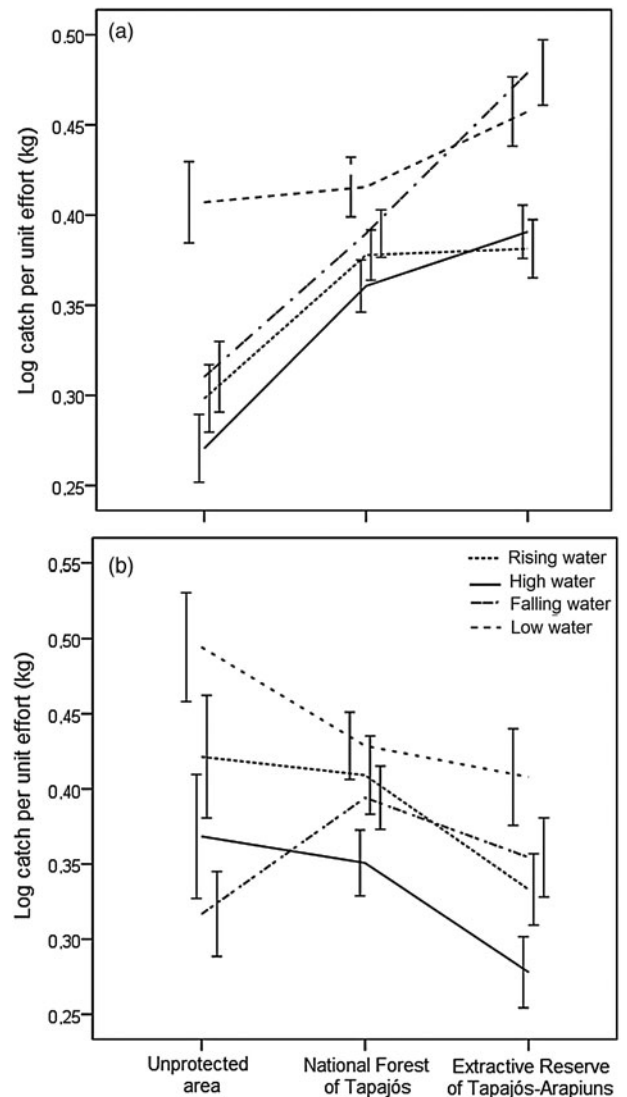 (a)
Log catch per unit effort (kg)
0.50
0.45
0.40
0.35
0.30
0.25
(b)
Log catch per unit effort (kg)
0.55
0.50
0.45
0.40
0.35
0.30
0.25
Rising water
High water
Falling water
Low water
Unprotected
area
National Forest
of Tapajós
Extractive Reserve
of Tapajós-Arapiuns